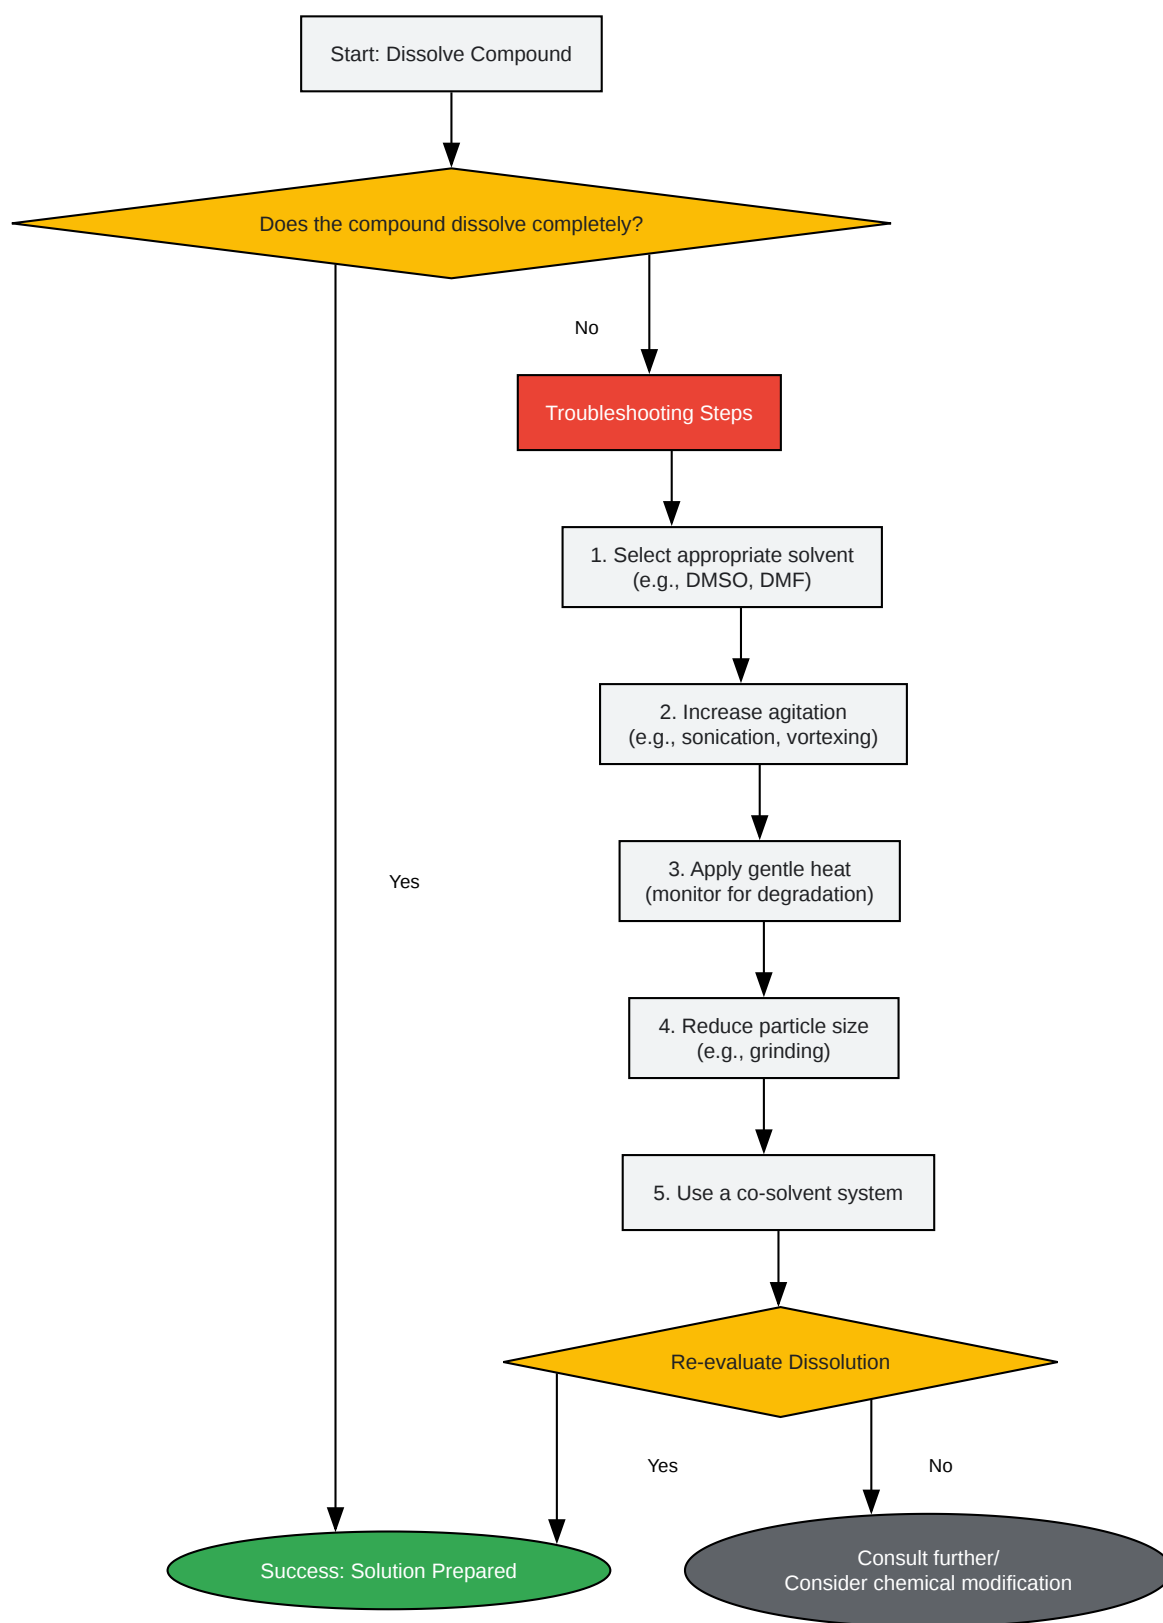 Start: Dissolve Compound
Does the compound dissolve completely?
No
Troubleshooting Steps
1. Select appropriate solvent
(e.g., DMSO, DMF)
2. Increase agitation
(e.g., sonication, vortexing)
3. Apply gentle heat
(monitor for degradation)
Yes
4. Reduce particle size
(e.g., grinding)
5. Use a co-solvent system
Re-evaluate Dissolution
Yes
No
Success: Solution Prepared
Consult further/
Consider chemical modification